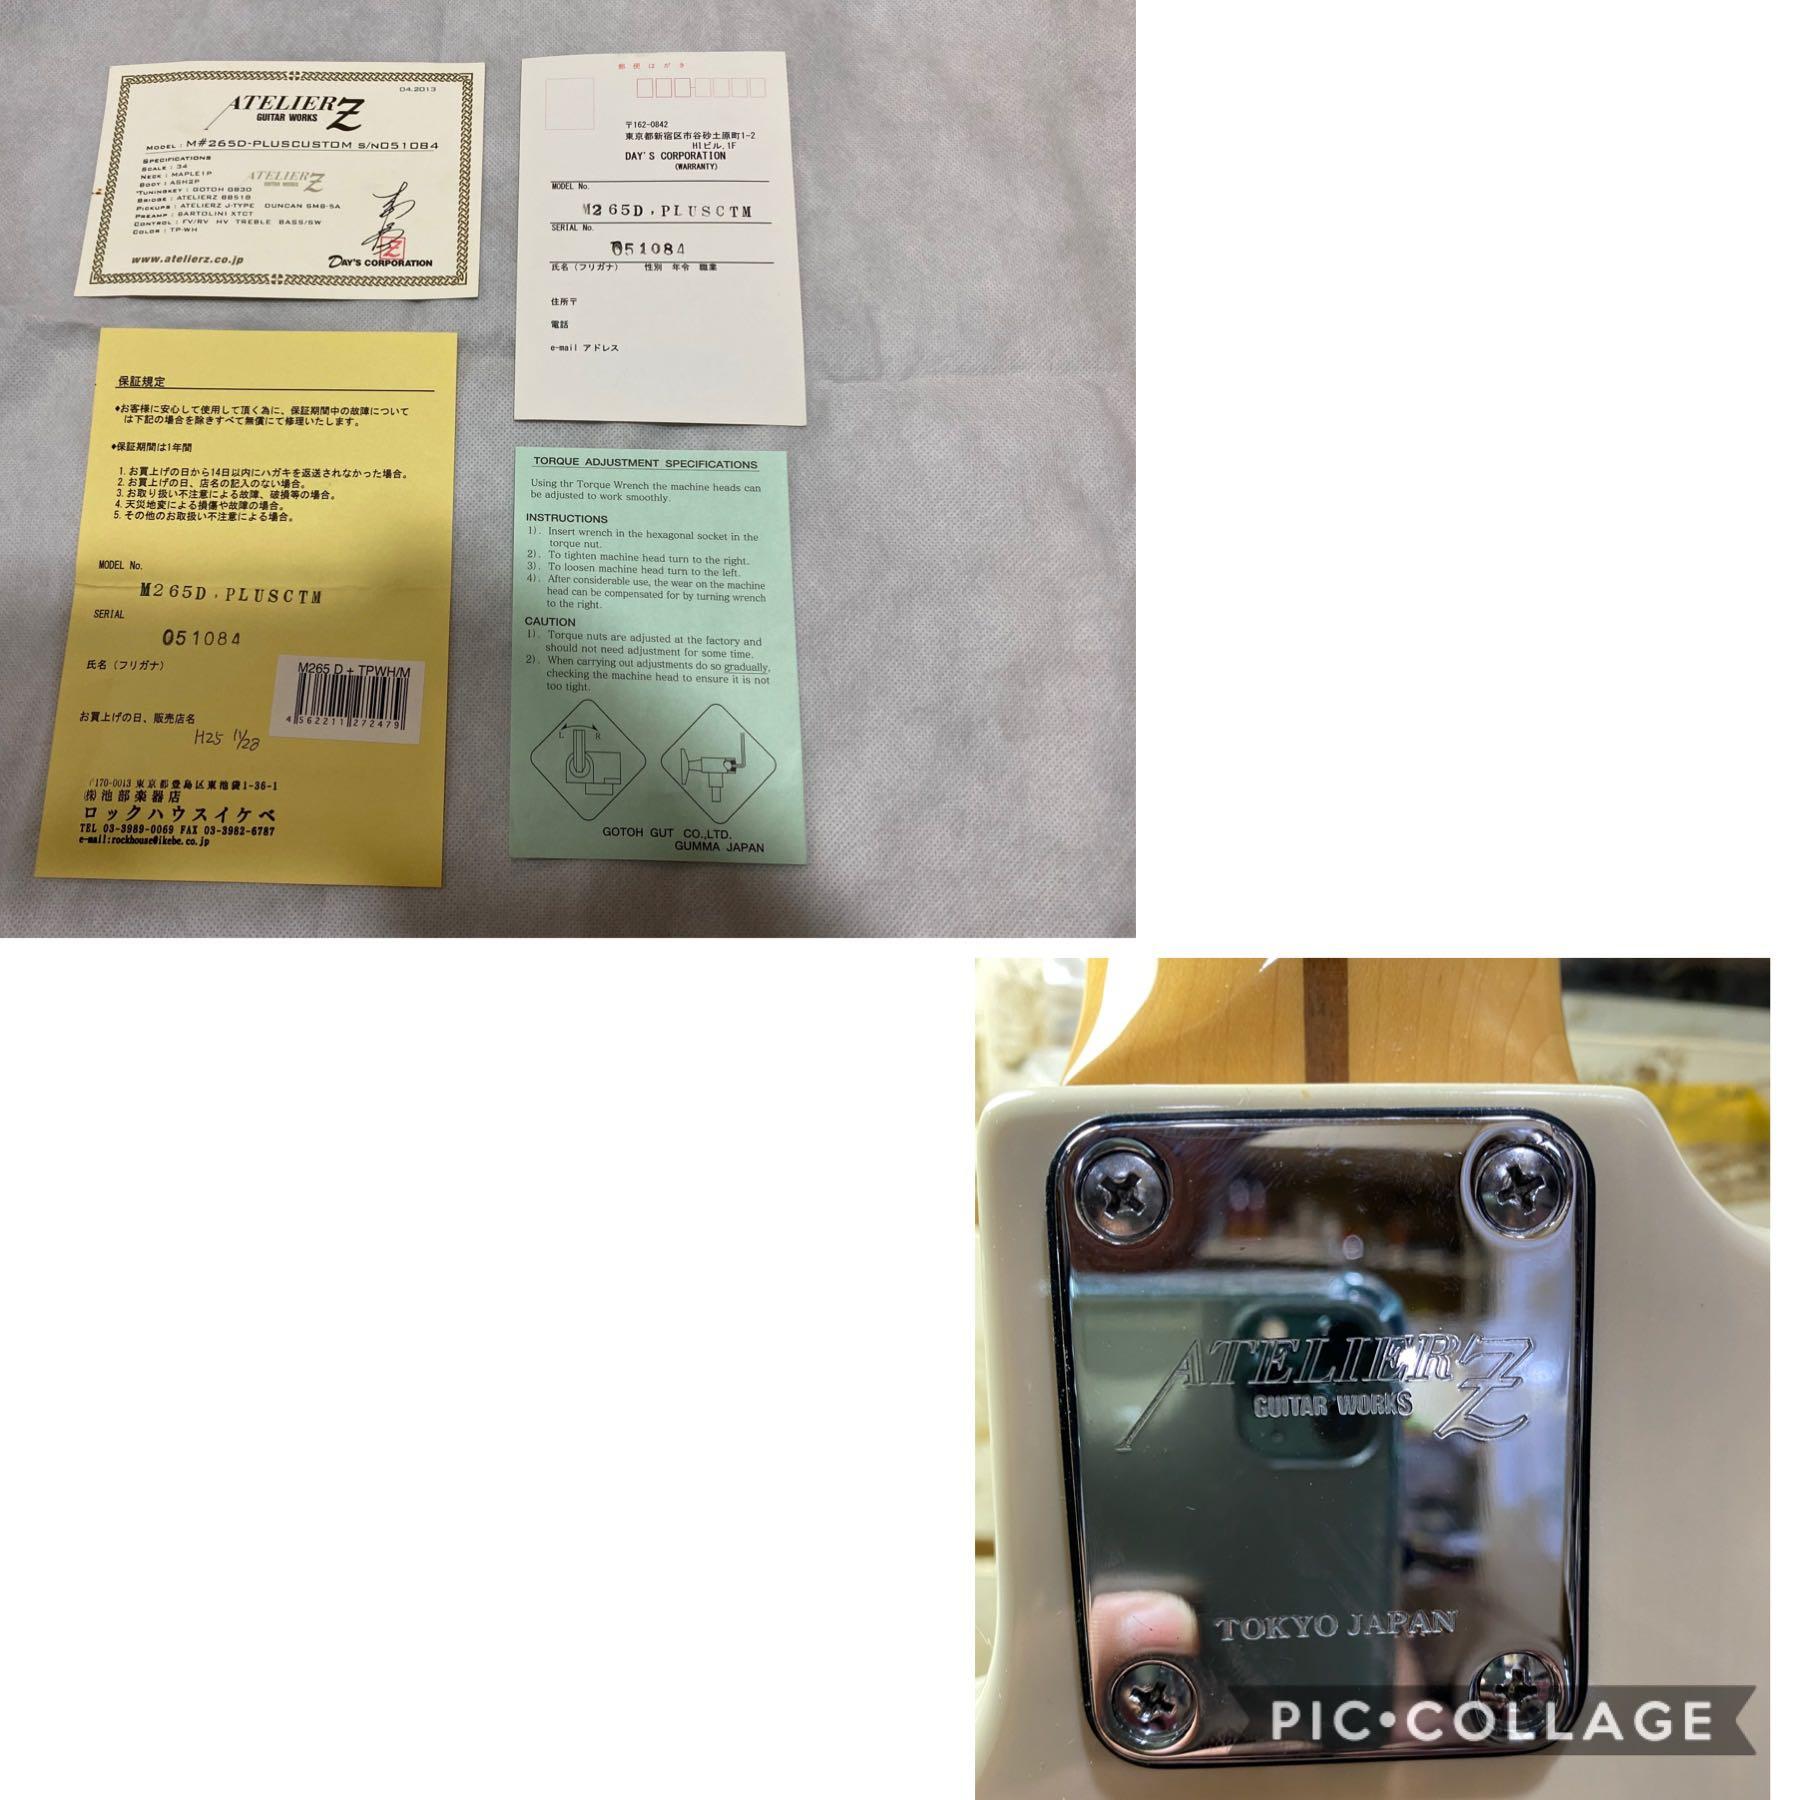 04.2013
ATELIER Z
GUITAR WORKS
MODEL : M#265D-PLUSCUSTOM S/N051084
SPECIFICATIONS
SCALE : 34
NECK : MAPLE1P
BODY : ASH2P
TUNINGKEY : GOTOH GB30
BRIDGE : ATELIERZ BB518
PICKUPS : ATELIERZ J-TYPE DUNCAN SMB-5A
PREAMP : BARTOLINI XTCT
CONTROL : FV/RV HV TREBLE BASS/SW
COLOR : TP-WH
ATELIER Z
GUITAR WORKS
www.atelierz.co.jp
DAY'S CORPORATION
郵便はがき
〒162-0842
東京都新宿区市谷砂土原町1-2
HIビル.1F
DAY'S CORPORATION
(WARRANTY)
MODEL No.
M265D,PLUSCTM
SERIAL No.
051084
氏名(フリガナ) 性別 年令 職業
住所〒
電話
e-mail アドレス
保証規定
◆お客様に安心して使用して頂く為に、保証期間中の故障について
は下記の場合を除きすべて無償にて修理いたします。
◆保証期間は1年間
1. お買上げの日から14日以内にハガキを返送されなかった場合。
2. お買上げの日、店名の記入のない場合。
3. お取り扱い不注意による故障、破損等の場合。
4. 天災地変による損傷や故障の場合。
5. その他のお取扱い不注意による場合。
MODEL No.
M265D,PLUSCTM
SERIAL
051084
氏名(フリガナ)
M265 D + TPWH/M
4 562211 272479
お買上げの日、販売店名
H25 11/28
〒170-0013 東京都豊島区東池袋1-36-1
㈱池部楽器店
ロックハウスイケベ
TEL 03-3989-0069 FAX 03-3982-6787
e-mail:rockhouse@ikebe.co.jp
TORQUE ADJUSTMENT SPECIFICATIONS
Using thr Torque Wrench the machine heads can
be adjusted to work smoothly.
INSTRUCTIONS
1). Insert wrench in the hexagonal socket in the
torque nut.
2). To tighten machine head turn to the right.
3). To loosen machine head turn to the left.
4). After considerable use, the wear on the machine
head can be compensated for by turning wrench
to the right.
CAUTION
1). Torque nuts are adjusted at the factory and
should not need adjustment for some time.
2). When carrying out adjustments do so gradually,
checking the machine head to ensure it is not
too tight.
L R
GOTOH GUT CO.,LTD.
GUMMA JAPAN
ATELIER Z
GUITAR WORKS
TOKYO JAPAN
PIC•COLLAGE